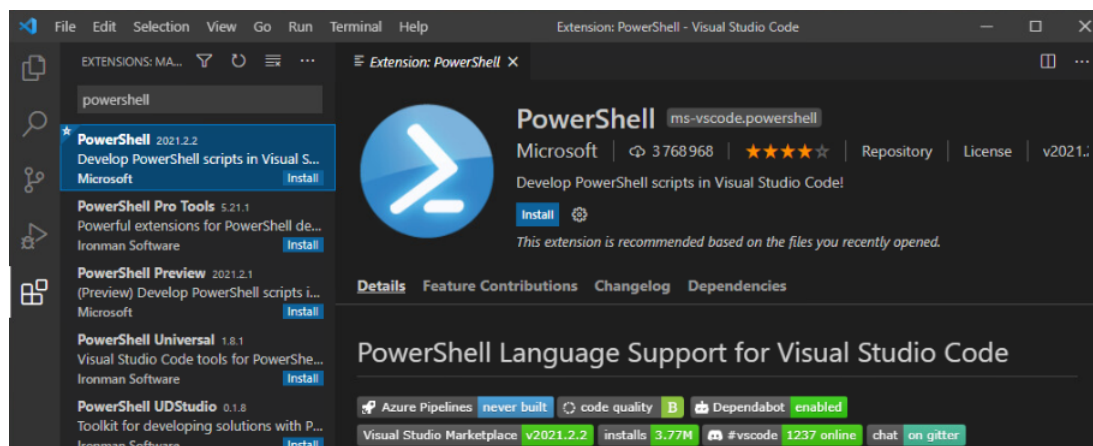 File Edit Selection View Go Run Terminal Help Extension: PowerShell - Visual Studio Code
EXTENSIONS: MA...
powershell
PowerShell 2021.2.2
Develop PowerShell scripts in Visual S...
Microsoft Install
PowerShell Pro Tools 5.21.1
Powerful extensions for PowerShell de...
Ironman Software Install
PowerShell Preview 2021.2.1
(Preview) Develop PowerShell scripts i...
Microsoft Install
PowerShell Universal 1.8.1
Visual Studio Code tools for PowerShe...
Ironman Software Install
PowerShell UDStudio 0.1.8
Toolkit for developing solutions with P...
Ironman Software Install
Extension: PowerShell
PowerShell ms-vscode.powershell
Microsoft 3 768 968 Repository License v2021.
Develop PowerShell scripts in Visual Studio Code!
Install
This extension is recommended based on the files you recently opened.
Details Feature Contributions Changelog Dependencies
PowerShell Language Support for Visual Studio Code
Azure Pipelines never built code quality B Dependabot enabled
Visual Studio Marketplace v2021.2.2 installs 3.77M #vscode 1237 online chat on gitter